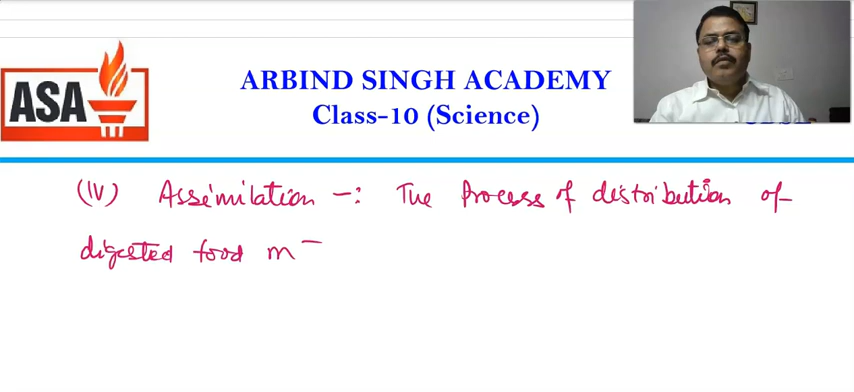 ASA
ARBIND SINGH ACADEMY
Class-10 (Science)
(IV) Assimilation -: The Process of distribution of
digested food m